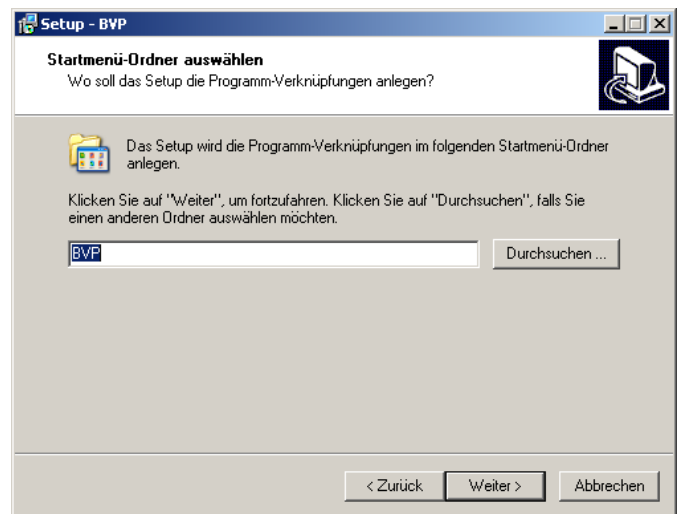 Setup - BVP
Startmenü-Ordner auswählen
Wo soll das Setup die Programm-Verknüpfungen anlegen?
Das Setup wird die Programm-Verknüpfungen im folgenden Startmenü-Ordner
anlegen.
Klicken Sie auf "Weiter", um fortzufahren. Klicken Sie auf "Durchsuchen", falls Sie
einen anderen Ordner auswählen möchten.
BVP
Durchsuchen ...
< Zurück
Weiter >
Abbrechen